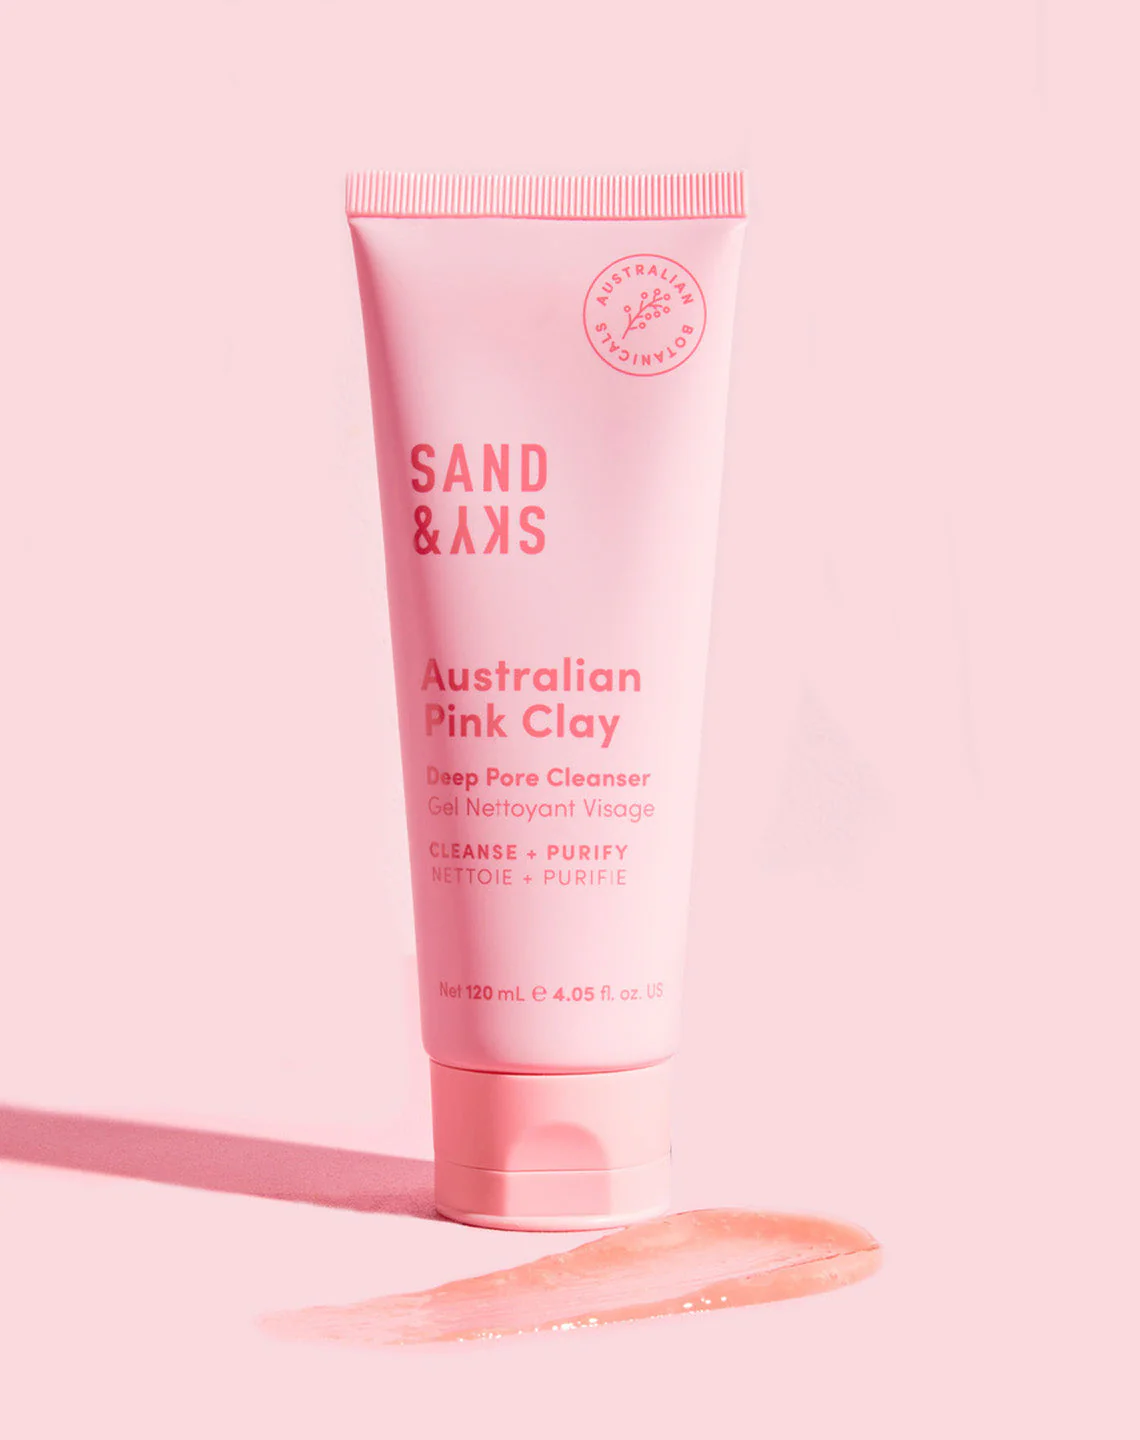 AUSTRALIAN BOTANICALS
SAND
& SKY
Australian
Pink Clay
Deep Pore Cleanser
Gel Nettoyant Visage
CLEANSE + PURIFY
NETTOIE + PURIFIE
Net 120 mL ℮ 4.05 fl. oz. US